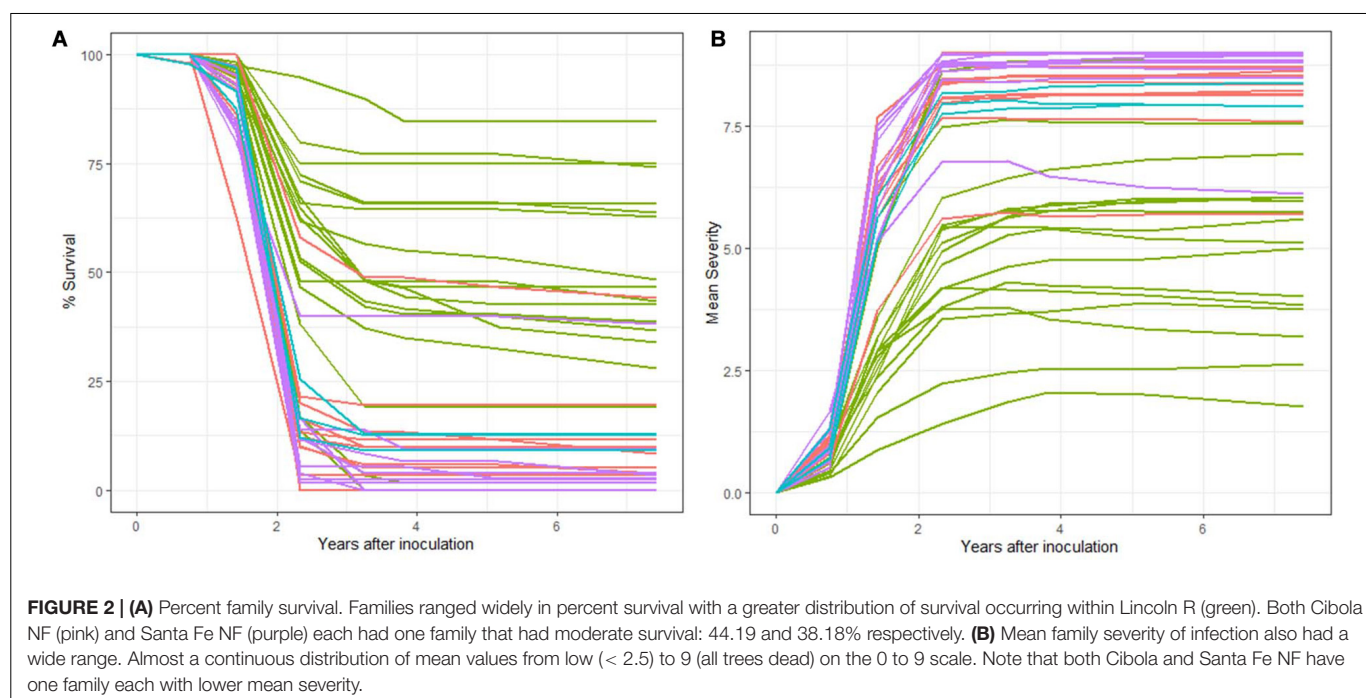 A
100
75
50
25
0
% Survival
0
2
4
6
Years after inoculation
B
7.5
5.0
2.5
0.0
Mean Severity
0
2
4
6
Years after inoculation
FIGURE 2 | (A) Percent family survival. Families ranged widely in percent survival with a greater distribution of survival occurring within Lincoln R (green). Both Cibola
NF (pink) and Santa Fe NF (purple) each had one family that had moderate survival: 44.19 and 38.18% respectively. (B) Mean family severity of infection also had a
wide range. Almost a continuous distribution of mean values from low (< 2.5) to 9 (all trees dead) on the 0 to 9 scale. Note that both Cibola and Santa Fe NF have
one family each with lower mean severity.